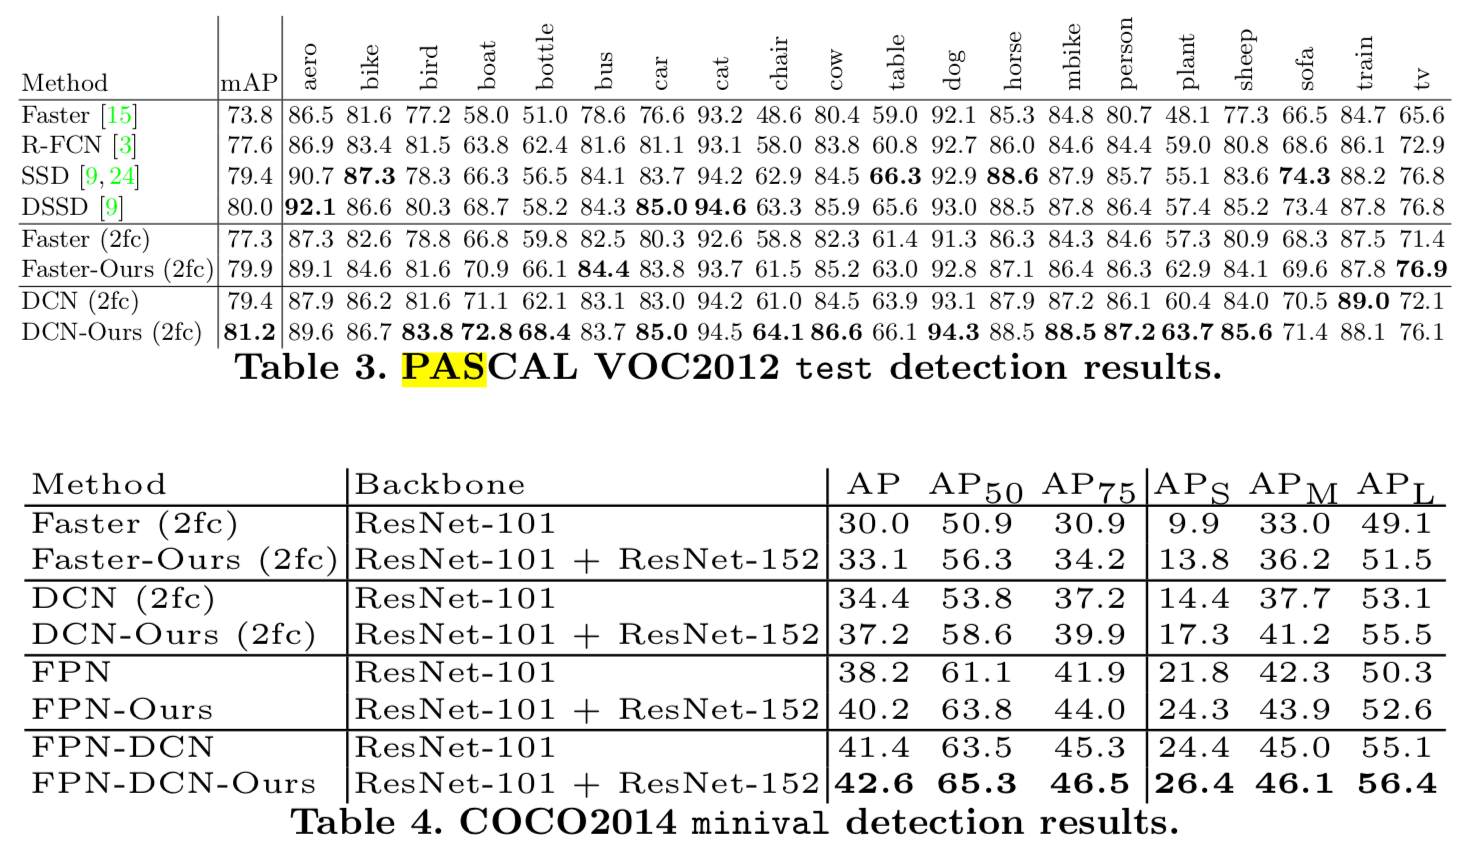 Method mAP aero bike bird boat bottle bus car cat chair cow table dog horse mbike person plant sheep sofa train tv
Faster [15] 73.8 86.5 81.6 77.2 58.0 51.0 78.6 76.6 93.2 48.6 80.4 59.0 92.1 85.3 84.8 80.7 48.1 77.3 66.5 84.7 65.6
R-FCN [3] 77.6 86.9 83.4 81.5 63.8 62.4 81.6 81.1 93.1 58.0 83.8 60.8 92.7 86.0 84.6 84.4 59.0 80.8 68.6 86.1 72.9
SSD [9, 24] 79.4 90.7 87.3 78.3 66.3 56.5 84.1 83.7 94.2 62.9 84.5 66.3 92.9 88.6 87.9 85.7 55.1 83.6 74.3 88.2 76.8
DSSD [9] 80.0 92.1 86.6 80.3 68.7 58.2 84.3 85.0 94.6 63.3 85.9 65.6 93.0 88.5 87.8 86.4 57.4 85.2 73.4 87.8 76.8
Faster (2fc) 77.3 87.3 82.6 78.8 66.8 59.8 82.5 80.3 92.6 58.8 82.3 61.4 91.3 86.3 84.3 84.6 57.3 80.9 68.3 87.5 71.4
Faster-Ours (2fc) 79.9 89.1 84.6 81.6 70.9 66.1 84.4 83.8 93.7 61.5 85.2 63.0 92.8 87.1 86.4 86.3 62.9 84.1 69.6 87.8 76.9
DCN (2fc) 79.4 87.9 86.2 81.6 71.1 62.1 83.1 83.0 94.2 61.0 84.5 63.9 93.1 87.9 87.2 86.1 60.4 84.0 70.5 89.0 72.1
DCN-Ours (2fc) 81.2 89.6 86.7 83.8 72.8 68.4 83.7 85.0 94.5 64.1 86.6 66.1 94.3 88.5 88.5 87.2 63.7 85.6 71.4 88.1 76.1
Table 3. PASCAL VOC2012 test detection results.
Method Backbone AP AP50 AP75 APS APM APL
Faster (2fc) ResNet-101 30.0 50.9 30.9 9.9 33.0 49.1
Faster-Ours (2fc) ResNet-101 + ResNet-152 33.1 56.3 34.2 13.8 36.2 51.5
DCN (2fc) ResNet-101 34.4 53.8 37.2 14.4 37.7 53.1
DCN-Ours (2fc) ResNet-101 + ResNet-152 37.2 58.6 39.9 17.3 41.2 55.5
FPN ResNet-101 38.2 61.1 41.9 21.8 42.3 50.3
FPN-Ours ResNet-101 + ResNet-152 40.2 63.8 44.0 24.3 43.9 52.6
FPN-DCN ResNet-101 41.4 63.5 45.3 24.4 45.0 55.1
FPN-DCN-Ours ResNet-101 + ResNet-152 42.6 65.3 46.5 26.4 46.1 56.4
Table 4. COCO2014 minival detection results.